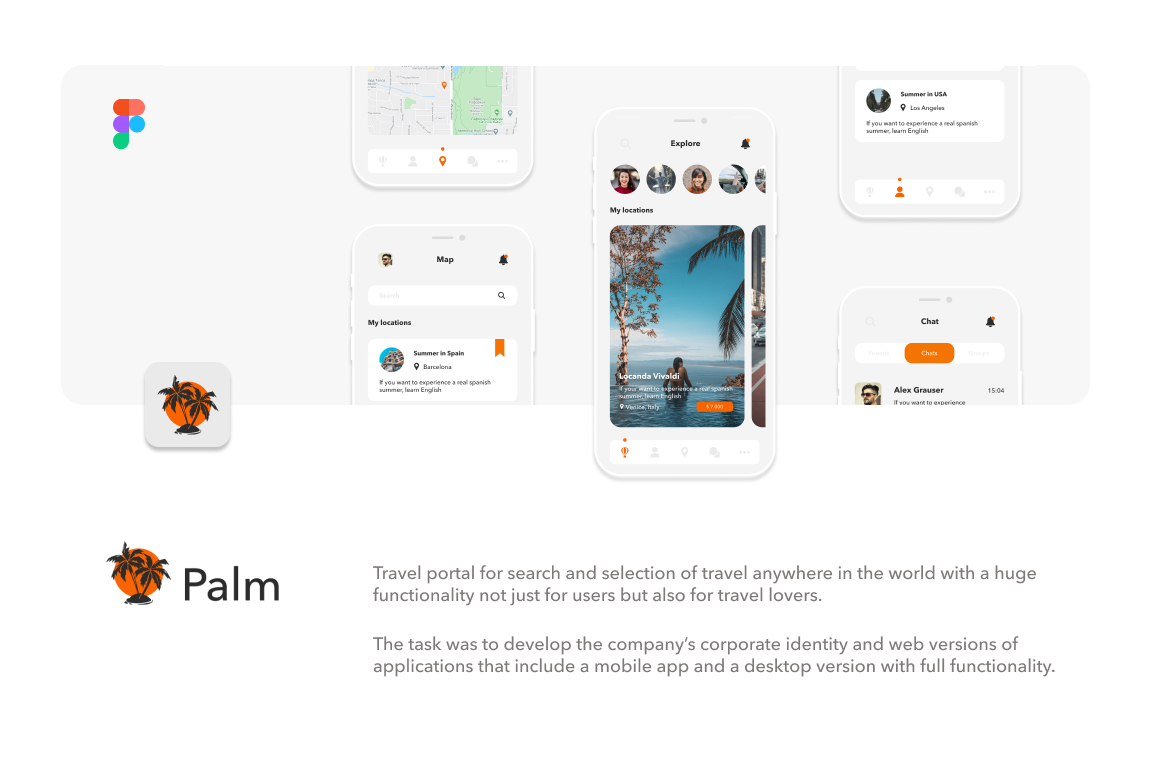 Summer in USA
Los Angeles
If you want to experience a real spanish
summer, learn English
Explore
My locations
Locanda Vivaldi
If your want to experience a real spanish
summer, learn English
Venice, Italy
Map
Search
My locations
Summer in Spain
Barcelona
If you want to experience a real spanish
summer, learn English
Chat
Chats
Groups
Alex Grauser
15:04
If you want to experience
Palm
Travel portal for search and selection of travel anywhere in the world with a huge
functionality not just for users but also for travel lovers.
The task was to develop the company’s corporate identity and web versions of
applications that include a mobile app and a desktop version with full functionality.